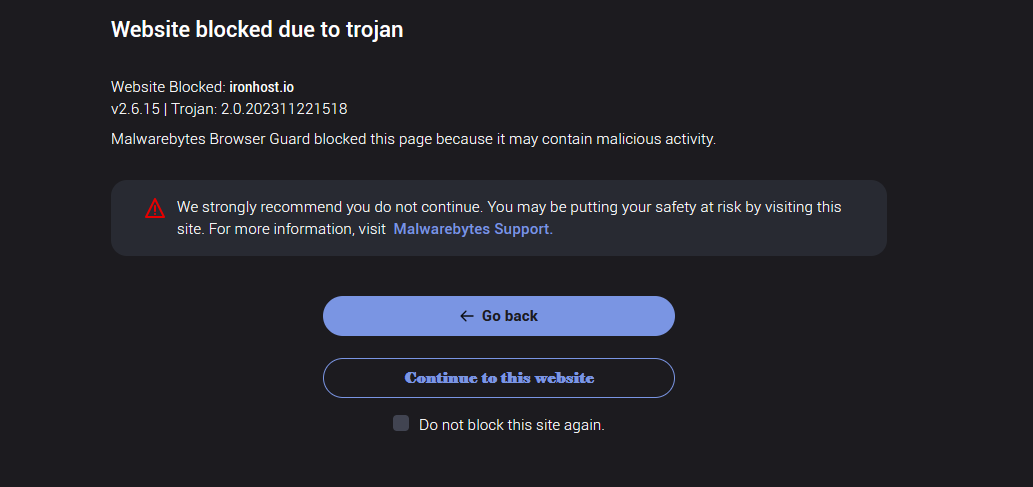 Website blocked due to trojan
Website Blocked: ironhost.io
v2.6.15 | Trojan: 2.0.202311221518
Malwarebytes Browser Guard blocked this page because it may contain malicious activity.
We strongly recommend you do not continue. You may be putting your safety at risk by visiting this
site. For more information, visit Malwarebytes Support.
← Go back
Continue to this website
Do not block this site again.